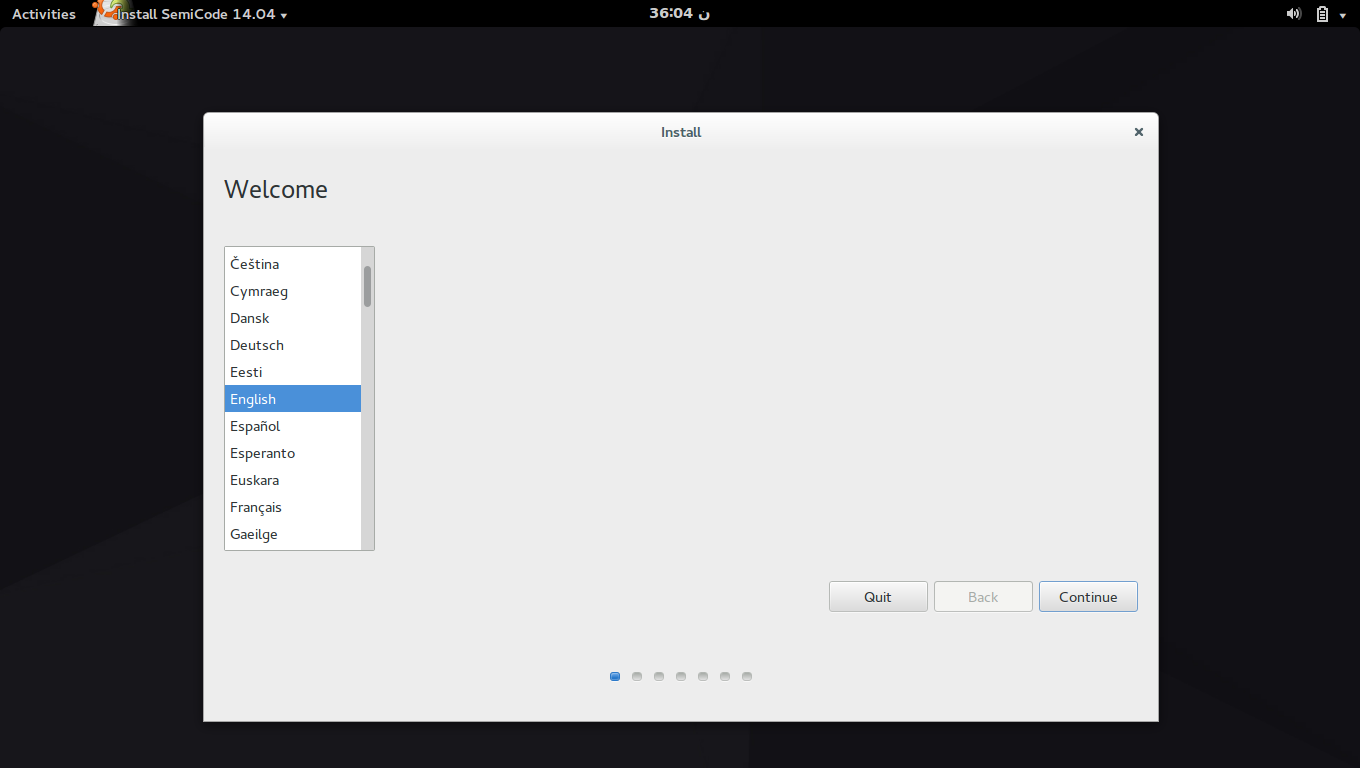 Activities
Install SemiCode 14.04
36:04 ن
Install
Welcome
Čeština
Cymraeg
Dansk
Deutsch
Eesti
English
Español
Esperanto
Euskara
Français
Gaeilge
Quit Back Continue